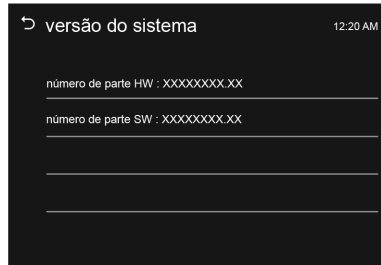 versão do sistema 12:20 AM
número de parte HW : XXXXXXXX.XX
número de parte SW : XXXXXXXX.XX